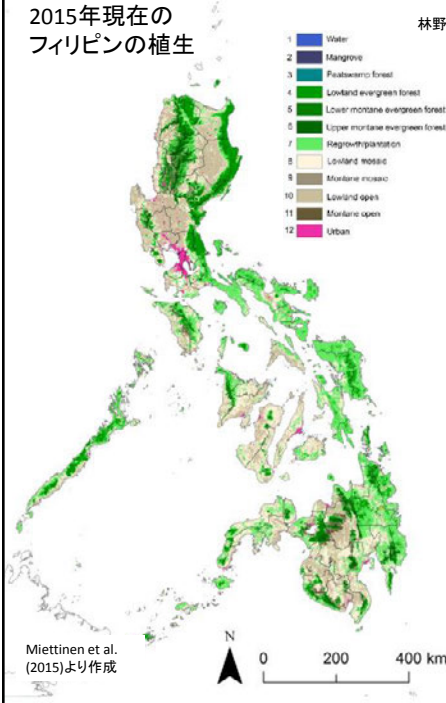 2015年現在の
フィリピンの植生
林野
1 Water
2 Mangrove
3 Peatswamp forest
4 Lowland evergreen forest
5 Lower montane evergreen forest
6 Upper montane evergreen forest
7 Regrowth/plantation
8 Lowland mosaic
9 Montane mosaic
10 Lowland open
11 Montane open
12 Urban
Miettinen et al.
(2015)より作成
N
0 200 400 km